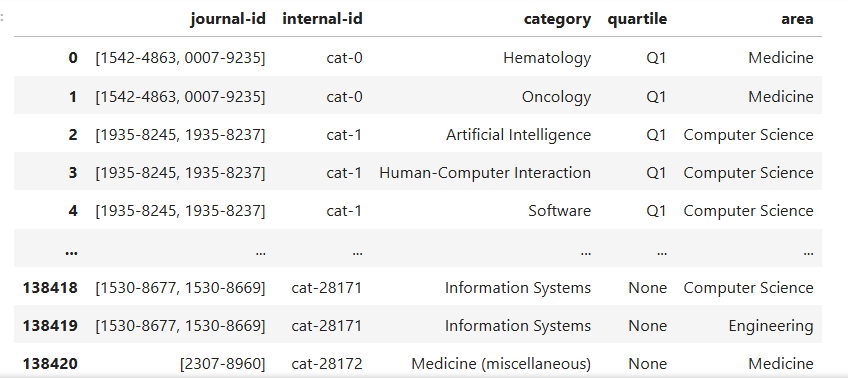 :
journal-id internal-id category quartile area
0 [1542-4863, 0007-9235] cat-0 Hematology Q1 Medicine
1 [1542-4863, 0007-9235] cat-0 Oncology Q1 Medicine
2 [1935-8245, 1935-8237] cat-1 Artificial Intelligence Q1 Computer Science
3 [1935-8245, 1935-8237] cat-1 Human-Computer Interaction Q1 Computer Science
4 [1935-8245, 1935-8237] cat-1 Software Q1 Computer Science
... ... ... ... ... ...
138418 [1530-8677, 1530-8669] cat-28171 Information Systems None Computer Science
138419 [1530-8677, 1530-8669] cat-28171 Information Systems None Engineering
138420 [2307-8960] cat-28172 Medicine (miscellaneous) None Medicine